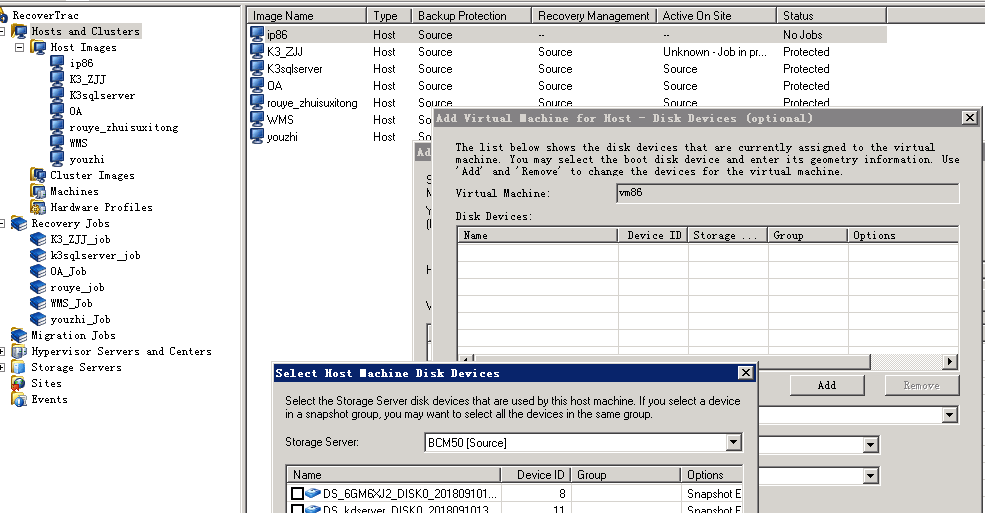 RecoverTrac
Hosts and Clusters
Host Images
ip86
K3_ZJJ
K3sqlserver
OA
rouye_zhuisuxitong
WMS
youzhi
Cluster Images
Machines
Hardware Profiles
Recovery Jobs
K3_ZJJ_job
k3sqlserver_job
OA_Job
rouye_job
WMS_Job
youzhi_Job
Migration Jobs
Hypervisor Servers and Centers
Storage Servers
Sites
Events
Image Name Type Backup Protection Recovery Management Active On Site Status
ip86 Host Source -- -- No Jobs
K3_ZJJ Host Source Source Unknown - Job in pr... Protected
K3sqlserver Host Source Source Source Protected
OA Host Source Source Source Protected
rouye_zhuisuxitong Host Source Source Source Protected
WMS Host
youzhi Host
Add Virtual Machine for Host - Disk Devices (optional)
The list below shows the disk devices that are currently assigned to the virtual
machine. You may select the boot disk device and enter its geometry information. Use
'Add' and 'Remove' to change the devices for the virtual machine.
Virtual Machine: vm86
Disk Devices:
Name Device ID Storage ... Group Options
Add Remove
Select Host Machine Disk Devices
Select the Storage Server disk devices that are used by this host machine. If you select a device
in a snapshot group, you may want to select all the devices in the same group.
Storage Server: BCM50 [Source]
Name Device ID Group Options
DS_6GM6XJ2_DISK0_201809101... 8 Snapshot E
DS_kdserver_DISK0_2018091013... 11 Snapshot E